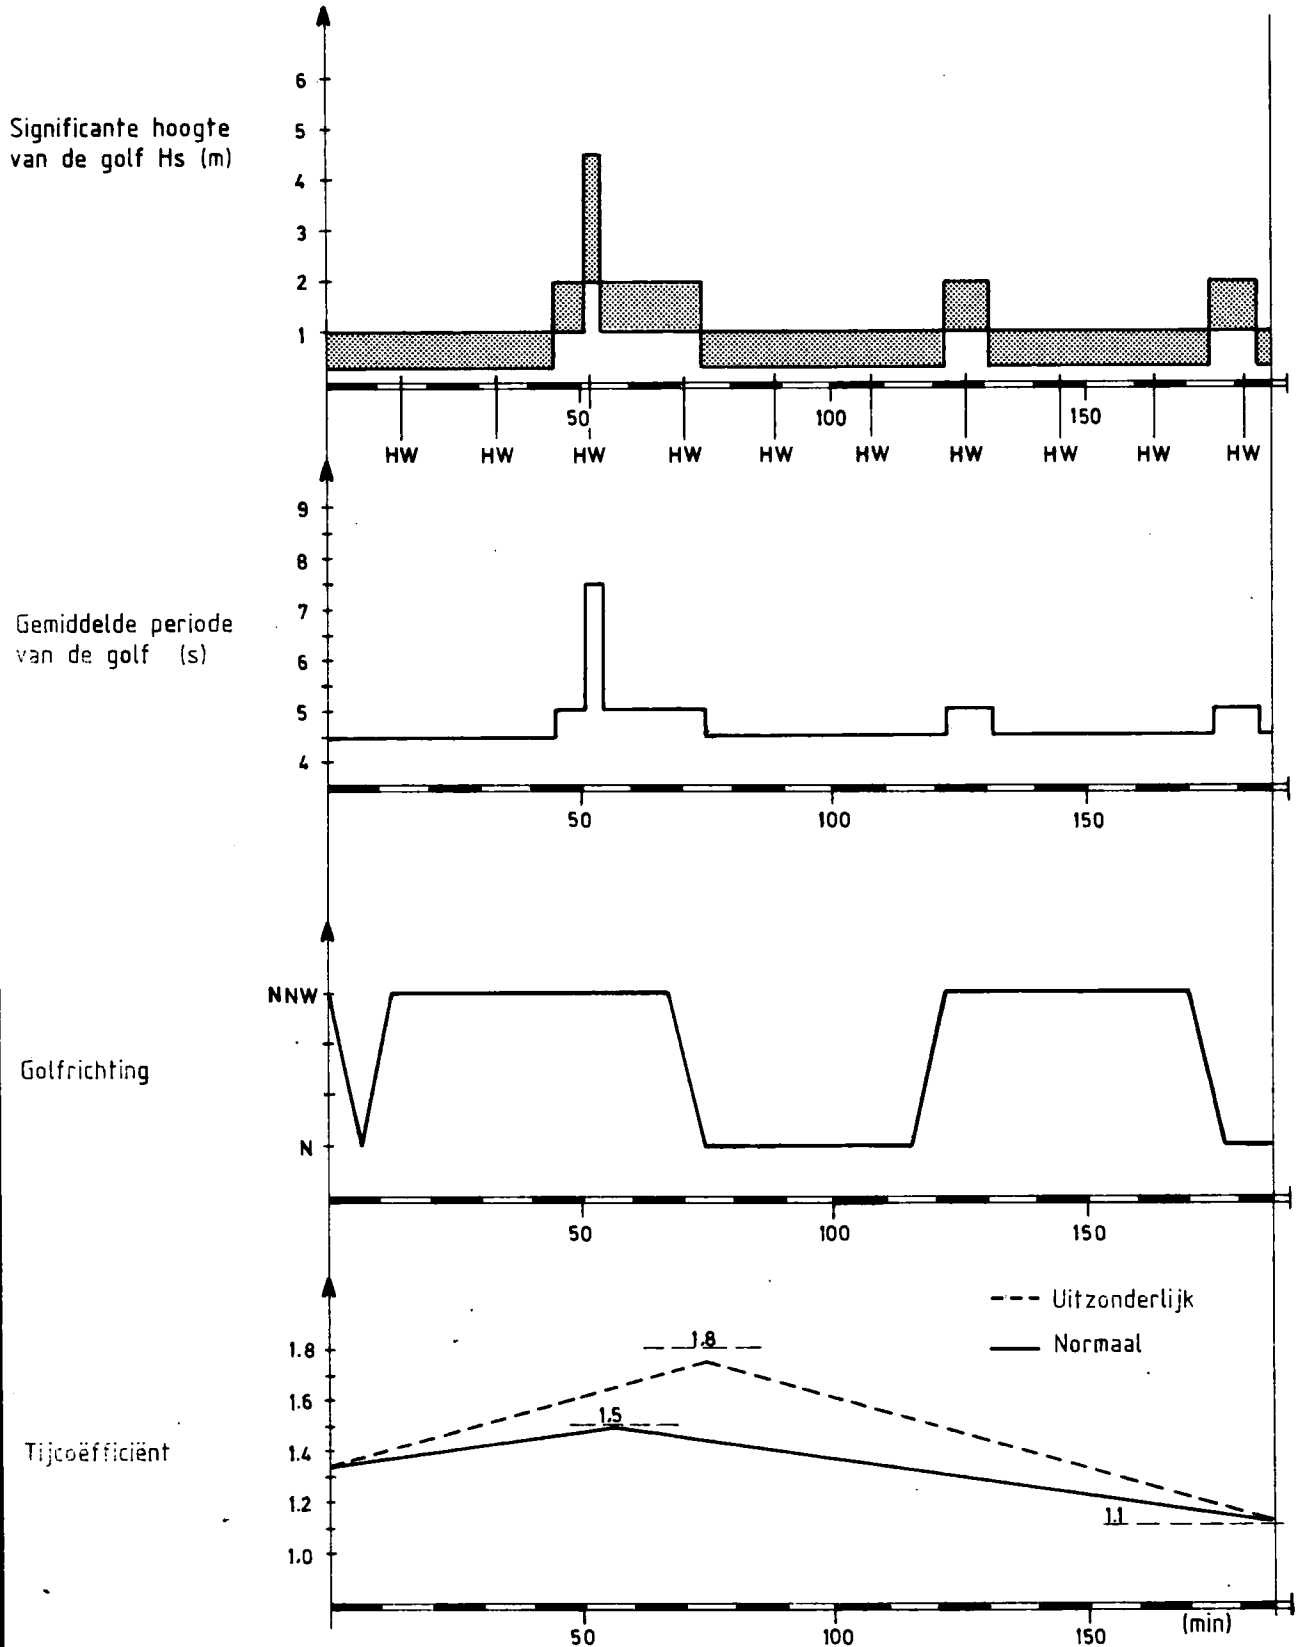 6
Significante hoogte
van de golf Hs (m)
5
4
3
2
1
50
100
150
HW HW HW HW HW HW HW HW HW HW
9
8
7
Gemiddelde periode
van de golf (s)
6
5
4
50
100
150
NNW
Golfrichting
N
50
100
150
Uitzonderlijk
Normaal
1.8
1.8
1.6
1.5
Tijcoëfficiënt
1.4
1.2
1.1
1.0
50
100
150
(min)